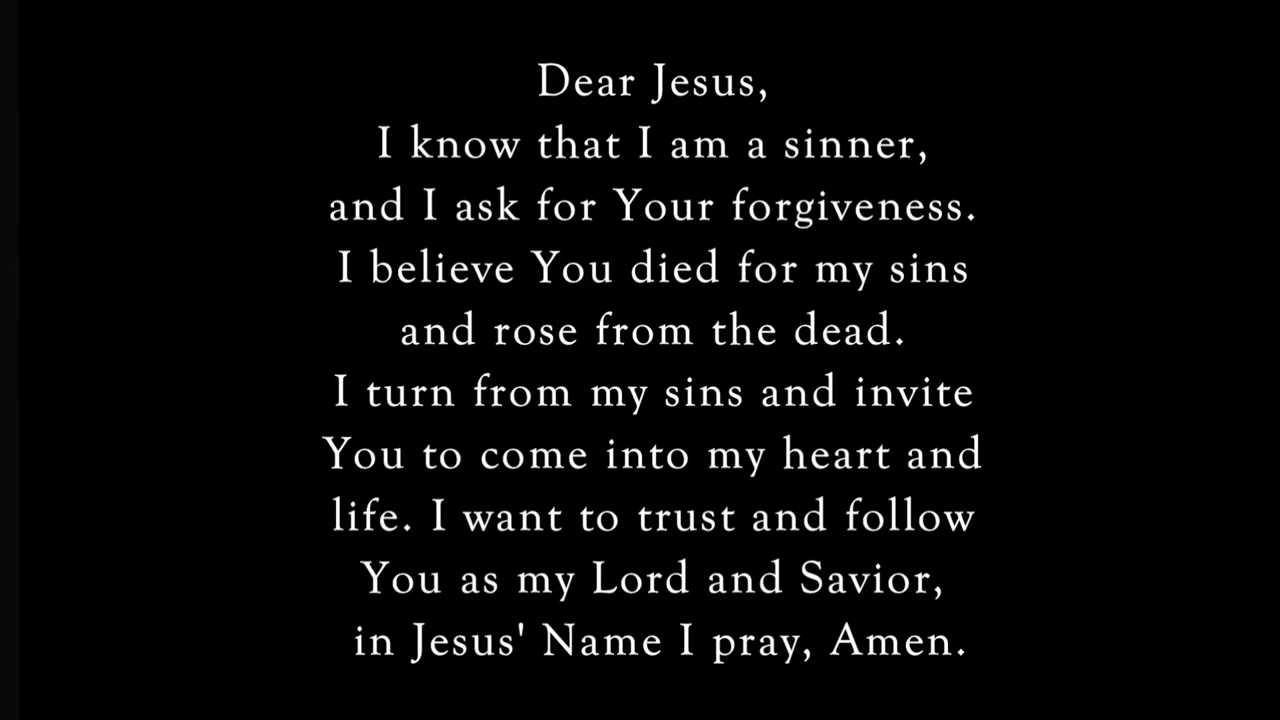 Dear Jesus,
I know that I am a sinner,
and I ask for Your forgiveness.
I believe You died for my sins
and rose from the dead.
I turn from my sins and invite
You to come into my heart and
life. I want to trust and follow
You as my Lord and Savior,
in Jesus' Name I pray, Amen.